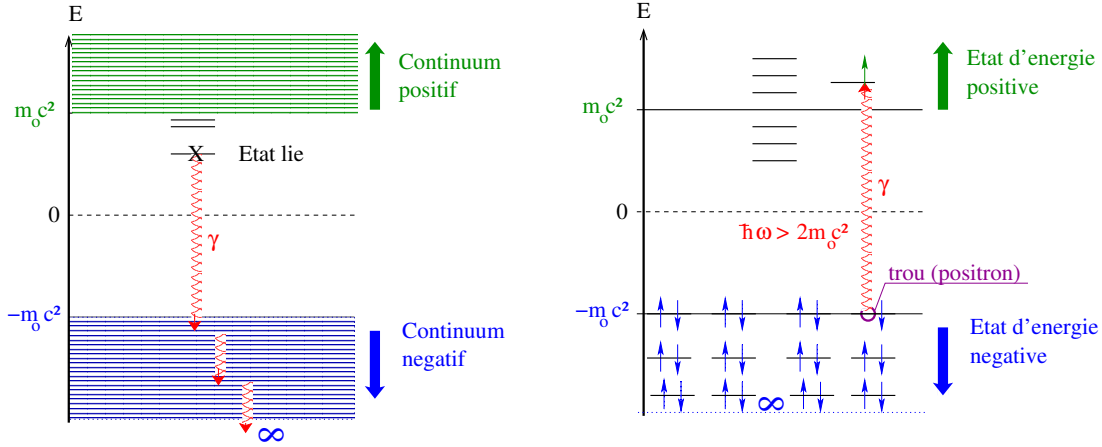 E
Continuum
positif
m₀c²
Etat lie
X
0
γ
−m₀c²
Continuum
negatif
∞
E
Etat d'energie
positive
m₀c²
γ
0
ħω > 2m₀c²
trou (positron)
−m₀c²
Etat d'energie
negative
∞